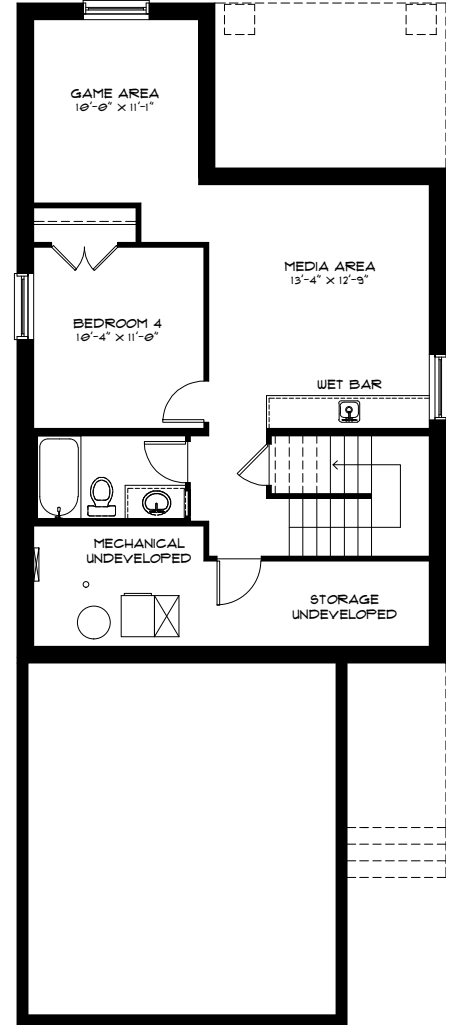 GAME AREA
10'-0" X 11'-1"
MEDIA AREA
13'-4" X 12'-9"
BEDROOM 4
10'-4" X 11'-0"
WET BAR
MECHANICAL
UNDEVELOPED
STORAGE
UNDEVELOPED